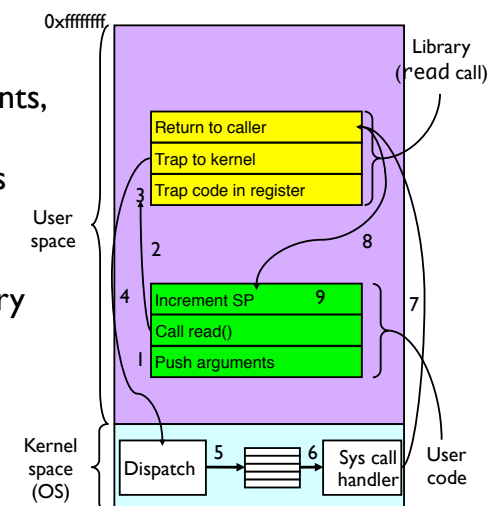 0xffffffff
Library
(read call)
nts,
Return to caller
Trap to kernel
s
3 Trap code in register
User
space
2
8
ry
4
Increment SP 9
7
Call read()
1 Push arguments
Kernel
space
(OS)
Dispatch
5
6
Sys call
handler
User
code